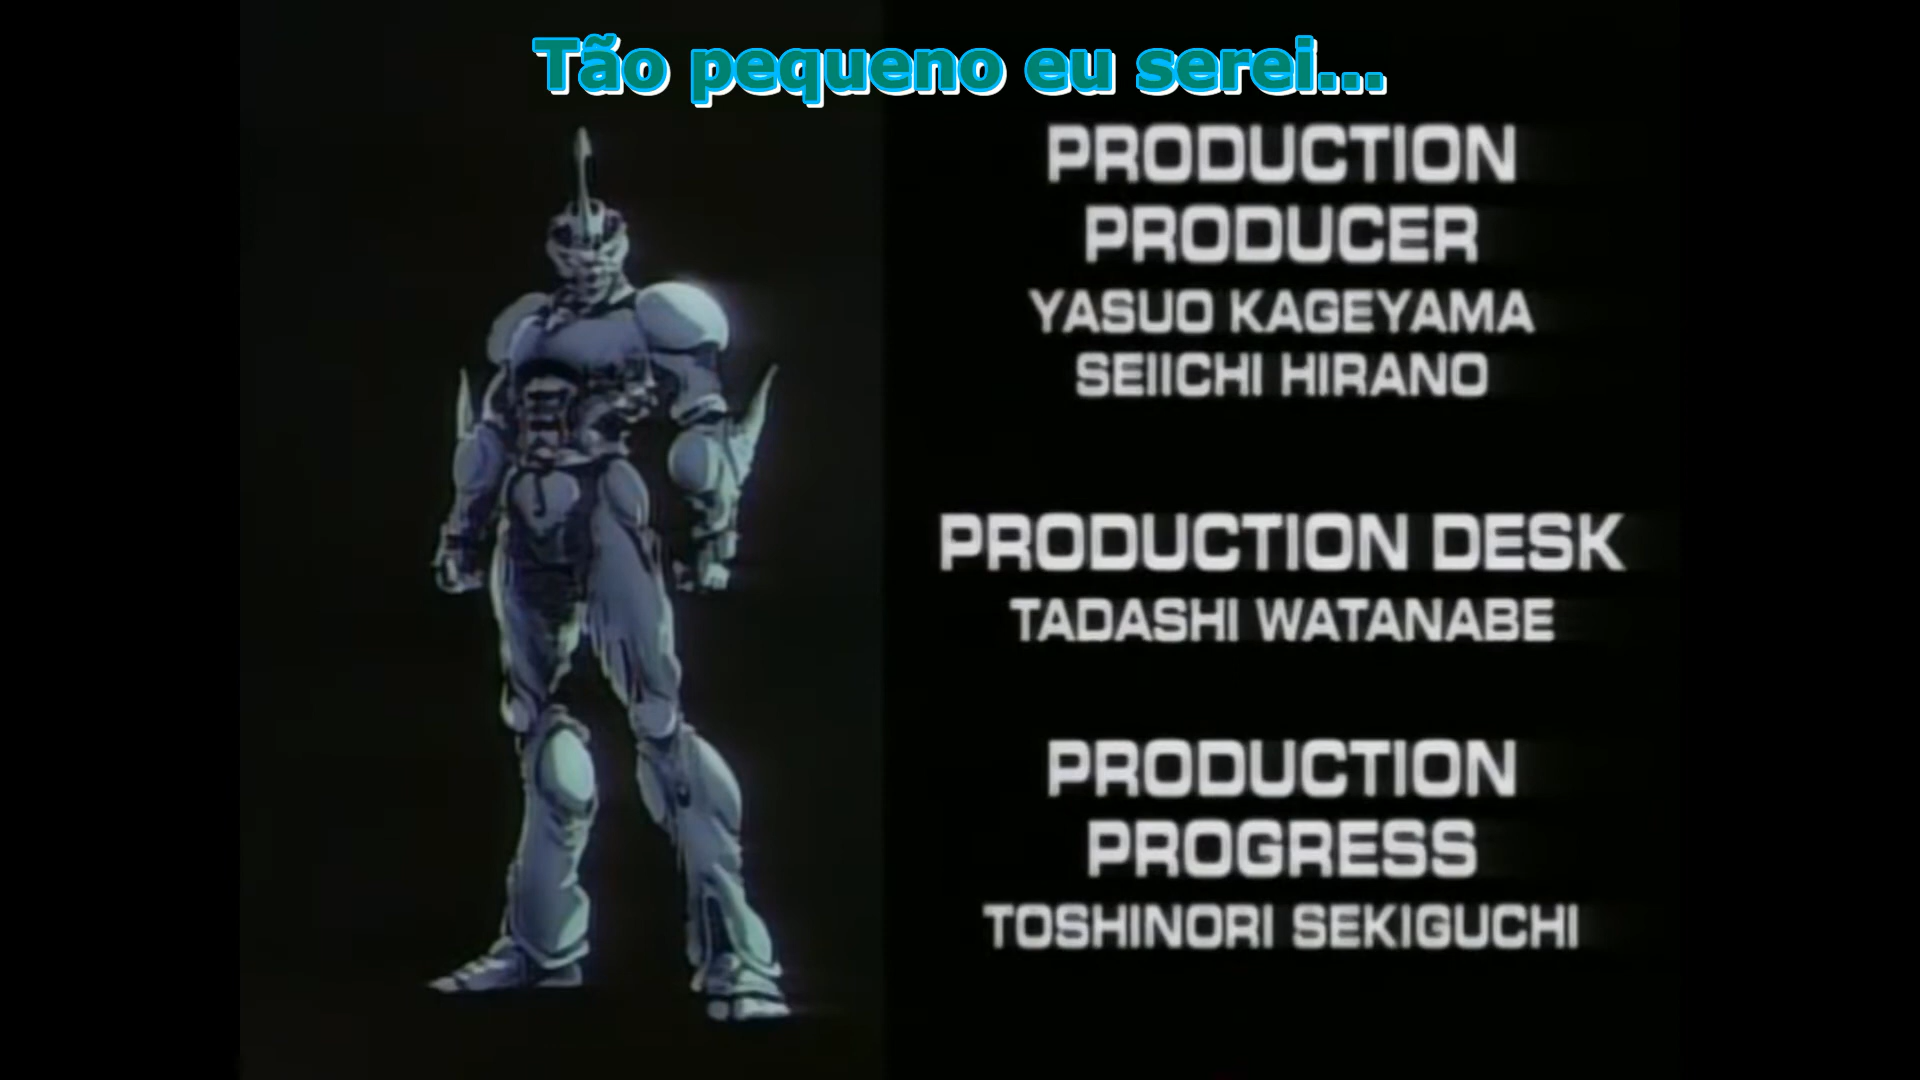 Tão pequeno eu serei...
PRODUCTION
PRODUCER
YASUO KAGEYAMA
SEIICHI HIRANO
PRODUCTION DESK
TADASHI WATANABE
PRODUCTION
PROGRESS
TOSHINORI SEKIGUCHI